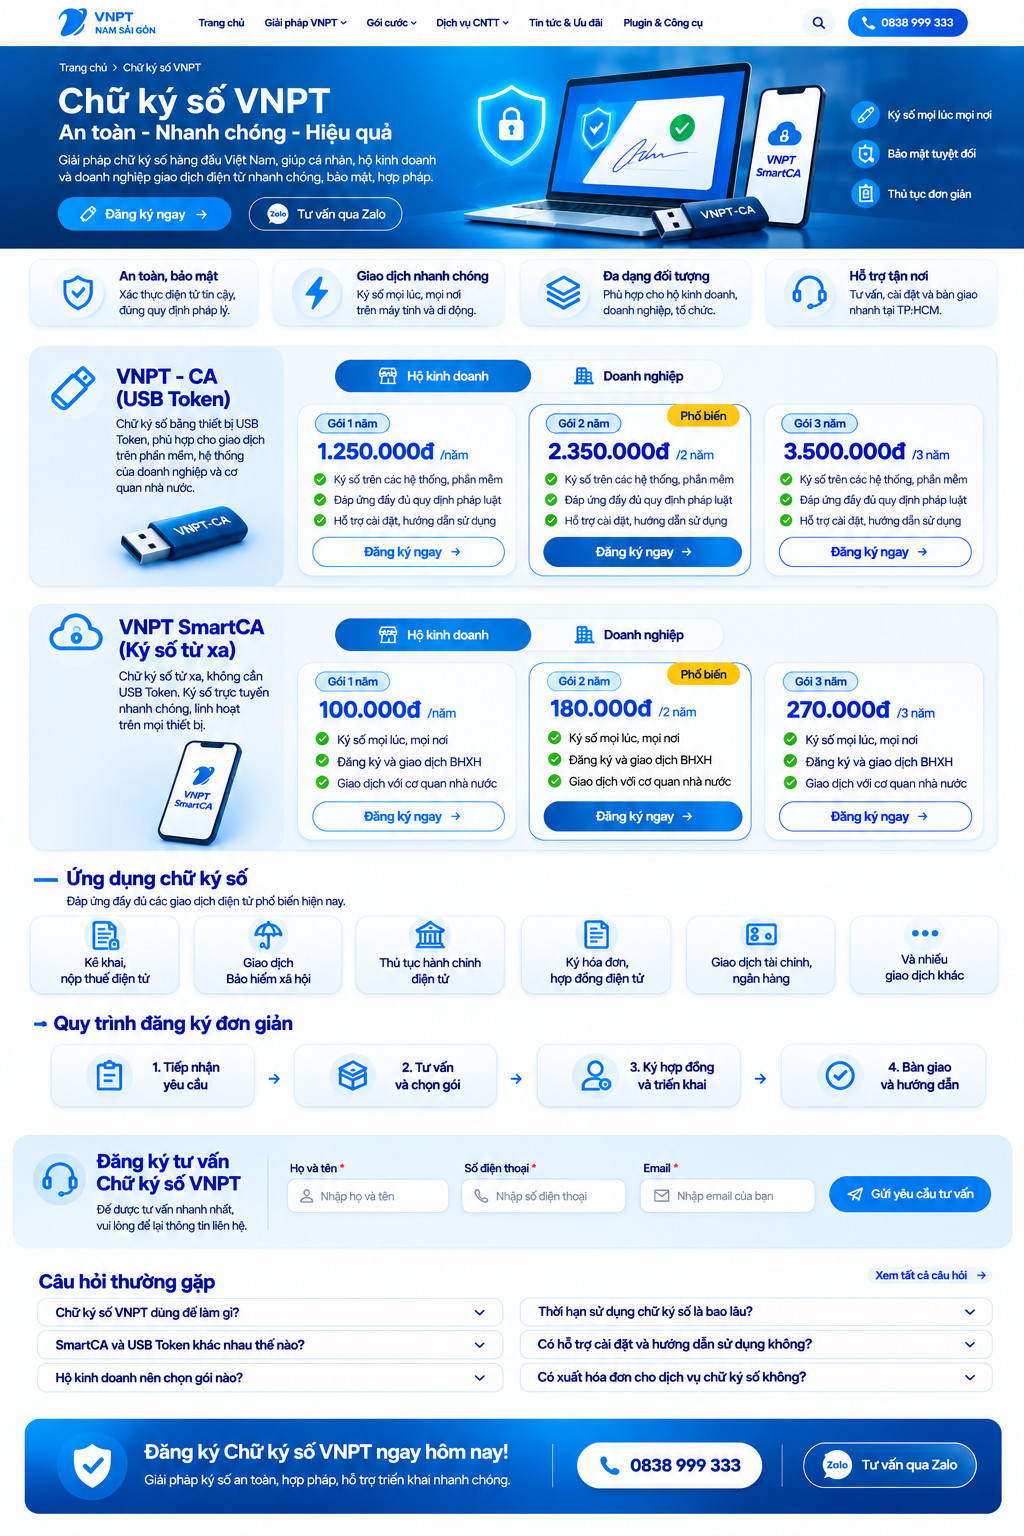 VNPT
NAM SÀI GÒN
Trang chủ
Giải pháp VNPT
Gói cước
Dịch vụ CNTT
Tin tức & Ưu đãi
Plugin & Công cụ
0838 999 333
Trang chủ > Chữ ký số VNPT
Chữ ký số VNPT
An toàn - Nhanh chóng - Hiệu quả
Giải pháp chữ ký số hàng đầu Việt Nam, giúp cá nhân, hộ kinh doanh
và doanh nghiệp giao dịch điện tử nhanh chóng, bảo mật, hợp pháp.
Đăng ký ngay →
Zalo Tư vấn qua Zalo
VNPT
SmartCA
VNPT-CA
Ký số mọi lúc mọi nơi
Bảo mật tuyệt đối
Thủ tục đơn giản
An toàn, bảo mật
Xác thực điện tử tin cậy,
đúng quy định pháp lý.
Giao dịch nhanh chóng
Ký số mọi lúc, mọi nơi
trên máy tính và di động.
Đa dạng đối tượng
Phù hợp cho hộ kinh doanh,
doanh nghiệp, tổ chức.
Hỗ trợ tận nơi
Tư vấn, cài đặt và bàn giao
nhanh tại TP.HCM.
VNPT - CA
(USB Token)
Chữ ký số bằng thiết bị USB
Token, phù hợp cho giao dịch
trên phần mềm, hệ thống
của doanh nghiệp và cơ
quan nhà nước.
VNPT-CA
Hộ kinh doanh
Doanh nghiệp
Gói 1 năm
1.250.000đ /năm
Ký số trên các hệ thống, phần mềm
Đáp ứng đầy đủ quy định pháp luật
Hỗ trợ cài đặt, hướng dẫn sử dụng
Đăng ký ngay →
Phổ biến
Gói 2 năm
2.350.000đ /2 năm
Ký số trên các hệ thống, phần mềm
Đáp ứng đầy đủ quy định pháp luật
Hỗ trợ cài đặt, hướng dẫn sử dụng
Đăng ký ngay →
Gói 3 năm
3.500.000đ /3 năm
Ký số trên các hệ thống, phần mềm
Đáp ứng đầy đủ quy định pháp luật
Hỗ trợ cài đặt, hướng dẫn sử dụng
Đăng ký ngay →
VNPT SmartCA
(Ký số từ xa)
Chữ ký số từ xa, không cần
USB Token. Ký số trực tuyến
nhanh chóng, linh hoạt
trên mọi thiết bị.
VNPT
SmartCA
Hộ kinh doanh
Doanh nghiệp
Gói 1 năm
100.000đ /năm
Ký số mọi lúc, mọi nơi
Đăng ký và giao dịch BHXH
Giao dịch với cơ quan nhà nước
Đăng ký ngay →
Phổ biến
Gói 2 năm
180.000đ /2 năm
Ký số mọi lúc, mọi nơi
Đăng ký và giao dịch BHXH
Giao dịch với cơ quan nhà nước
Đăng ký ngay →
Gói 3 năm
270.000đ /3 năm
Ký số mọi lúc, mọi nơi
Đăng ký và giao dịch BHXH
Giao dịch với cơ quan nhà nước
Đăng ký ngay →
Ứng dụng chữ ký số
Đáp ứng đầy đủ các giao dịch điện tử phổ biến hiện nay.
Kê khai,
nộp thuế điện tử
Giao dịch
Bảo hiểm xã hội
Thủ tục hành chính
điện tử
Ký hóa đơn,
hợp đồng điện tử
Giao dịch tài chính,
ngân hàng
Và nhiều
giao dịch khác
Quy trình đăng ký đơn giản
1. Tiếp nhận
yêu cầu
→
2. Tư vấn
và chọn gói
→
3. Ký hợp đồng
và triển khai
→
4. Bàn giao
và hướng dẫn
Đăng ký tư vấn
Chữ ký số VNPT
Để được tư vấn nhanh nhất,
vui lòng để lại thông tin liên hệ.
Họ và tên *
Nhập họ và tên
Số điện thoại *
Nhập số điện thoại
Email *
Nhập email của bạn
Gửi yêu cầu tư vấn
Câu hỏi thường gặp
Xem tất cả câu hỏi →
Chữ ký số VNPT dùng để làm gì?
Thời hạn sử dụng chữ ký số là bao lâu?
SmartCA và USB Token khác nhau thế nào?
Có hỗ trợ cài đặt và hướng dẫn sử dụng không?
Hộ kinh doanh nên chọn gói nào?
Có xuất hóa đơn cho dịch vụ chữ ký số không?
Đăng ký Chữ ký số VNPT ngay hôm nay!
Giải pháp ký số an toàn, hợp pháp, hỗ trợ triển khai nhanh chóng.
0838 999 333
Zalo Tư vấn qua Zalo